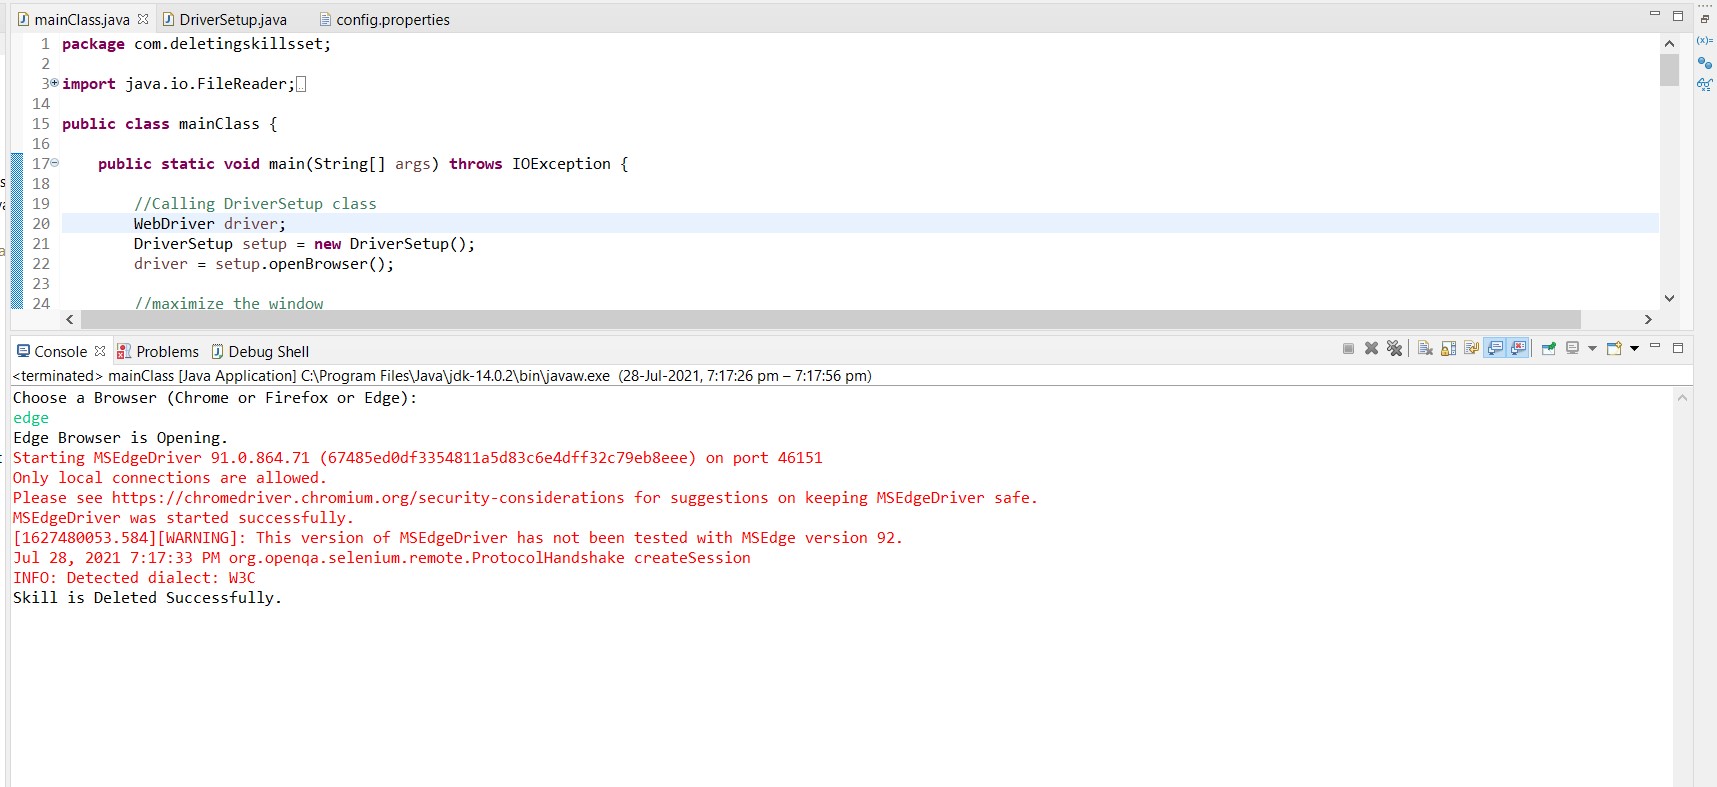 mainClass.java DriverSetup.java config.properties
1 package com.deletingskillsset;
2
3 import java.io.FileReader;
14
15 public class mainClass {
16
17 public static void main(String[] args) throws IOException {
18
19 //Calling DriverSetup class
20 WebDriver driver;
21 DriverSetup setup = new DriverSetup();
22 driver = setup.openBrowser();
23
24 //maximize the window
Console Problems Debug Shell
<terminated> mainClass [Java Application] C:\Program Files\Java\jdk-14.0.2\bin\javaw.exe (28-Jul-2021, 7:17:26 pm – 7:17:56 pm)
Choose a Browser (Chrome or Firefox or Edge):
edge
Edge Browser is Opening.
Starting MSEdgeDriver 91.0.864.71 (67485ed0df3354811a5d83c6e4dff32c79eb8eee) on port 46151
Only local connections are allowed.
Please see https://chromedriver.chromium.org/security-considerations for suggestions on keeping MSEdgeDriver safe.
MSEdgeDriver was started successfully.
[1627480053.584][WARNING]: This version of MSEdgeDriver has not been tested with MSEdge version 92.
Jul 28, 2021 7:17:33 PM org.openqa.selenium.remote.ProtocolHandshake createSession
INFO: Detected dialect: W3C
Skill is Deleted Successfully.